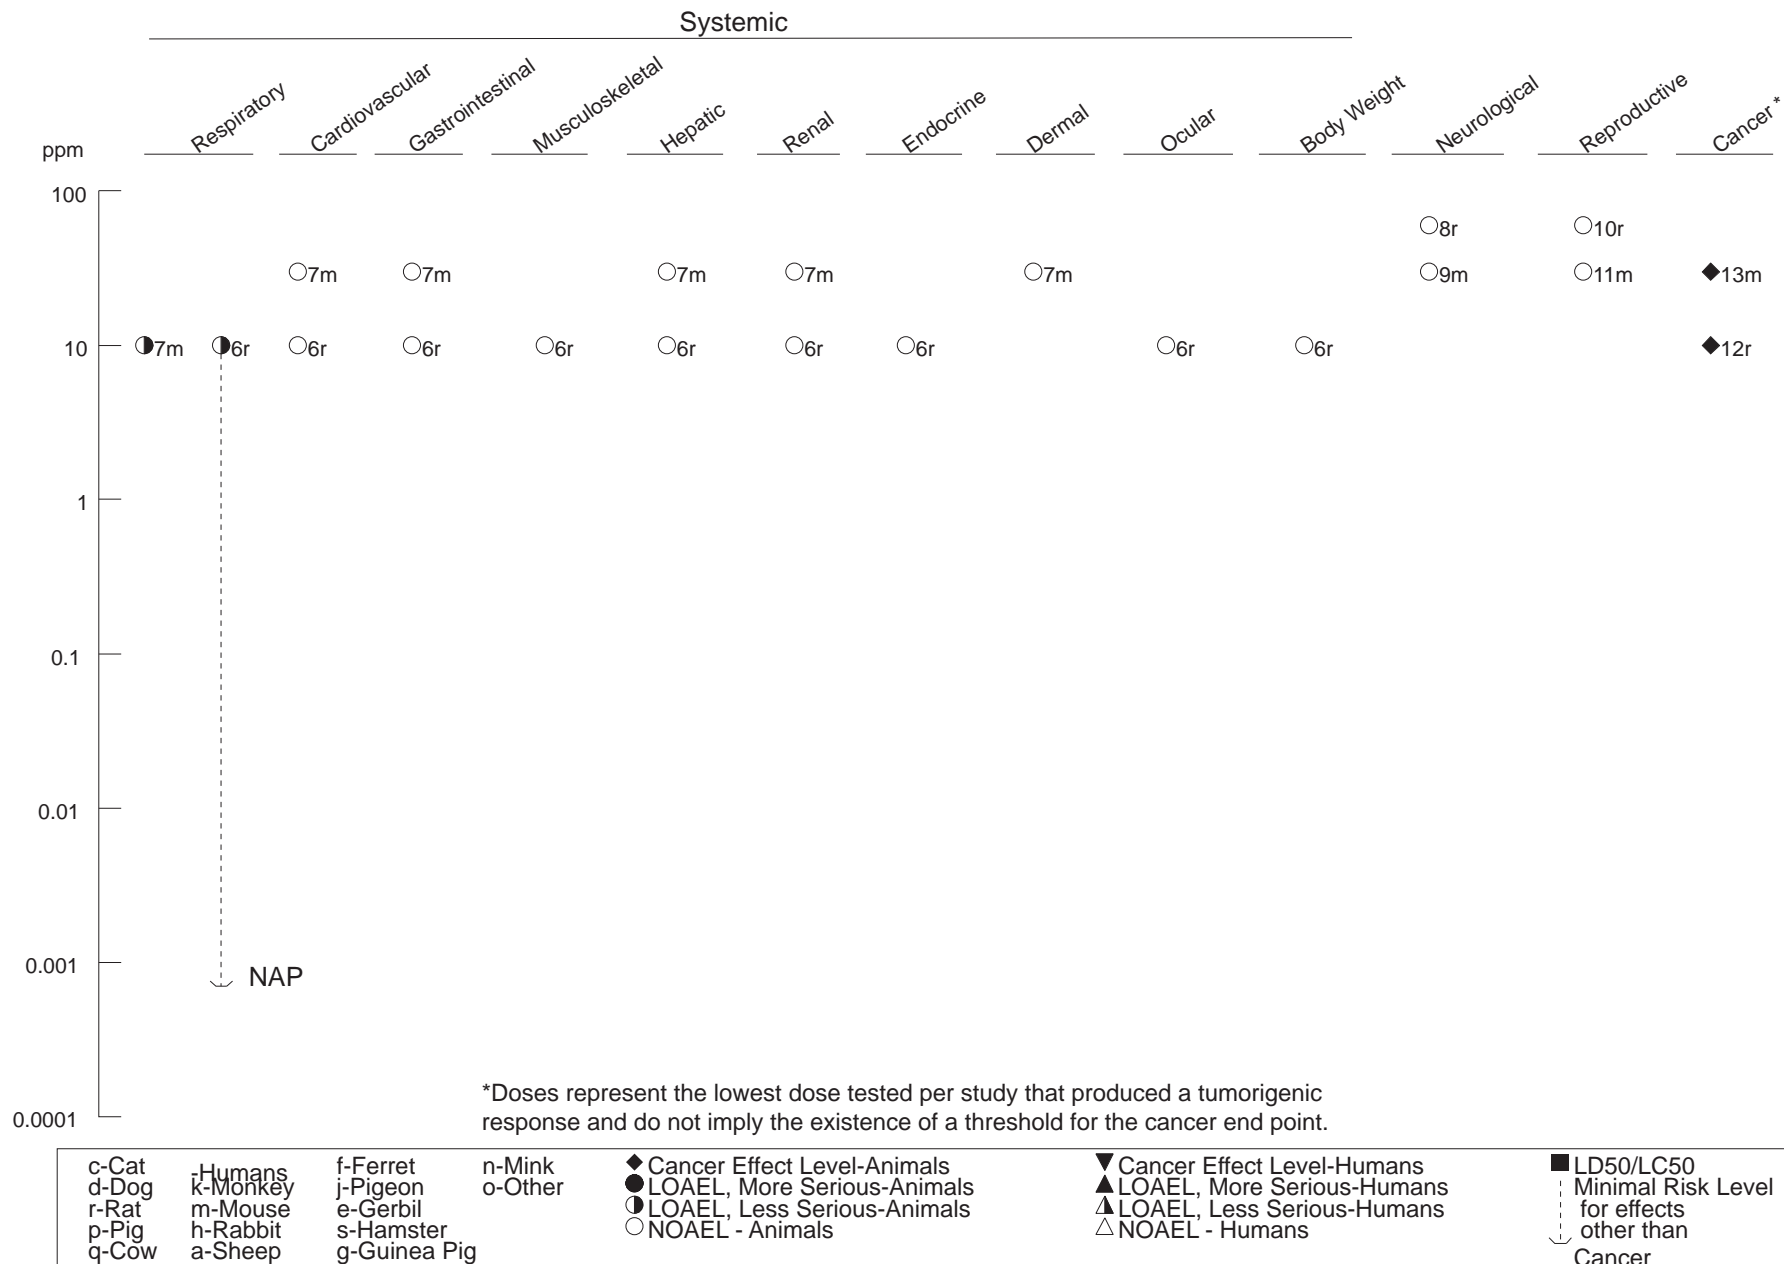 Systemic
Respiratory Cardiovascular Gastrointestinal Musculoskeletal Hepatic Renal Endocrine Dermal Ocular Body Weight Neurological Reproductive Cancer *
ppm
100
8r 10r
7m 7m 7m 7m 7m 9m 11m 13m
10 7m 6r 6r 6r 6r 6r 6r 6r 6r 6r 12r
1
0.1
0.01
0.001
NAP
*Doses represent the lowest dose tested per study that produced a tumorigenic
response and do not imply the existence of a threshold for the cancer end point.
0.0001
c-Cat
d-Dog
r-Rat
p-Pig
q-Cow
-Humans
k-Monkey
m-Mouse
h-Rabbit
a-Sheep
f-Ferret
j-Pigeon
e-Gerbil
s-Hamster
g-Guinea Pig
n-Mink
o-Other
Cancer Effect Level-Animals
LOAEL, More Serious-Animals
LOAEL, Less Serious-Animals
NOAEL - Animals
Cancer Effect Level-Humans
LOAEL, More Serious-Humans
LOAEL, Less Serious-Humans
NOAEL - Humans
LD50/LC50
Minimal Risk Level
for effects
other than
Cancer